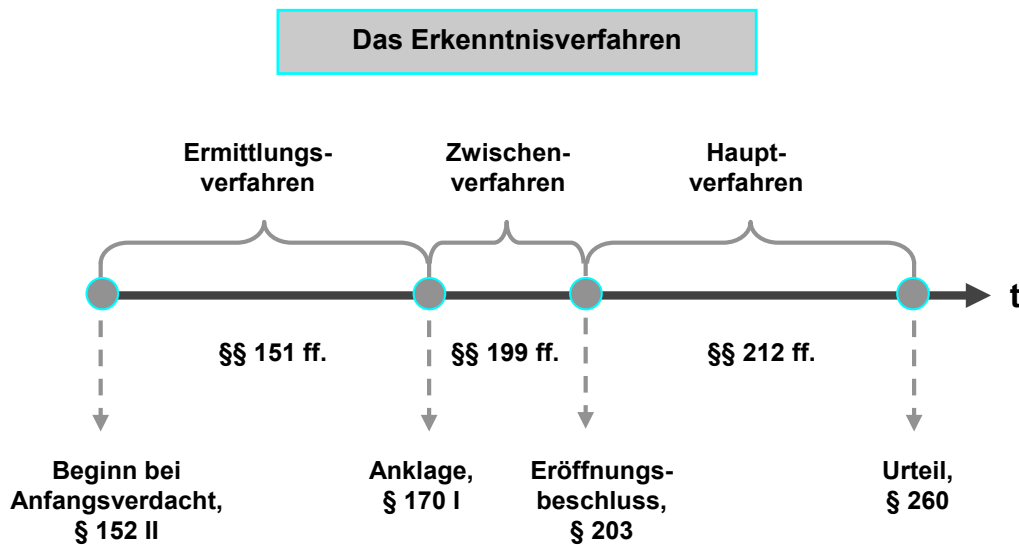 Das Erkenntnisverfahren
Ermittlungs-
verfahren
Zwischen-
verfahren
Haupt-
verfahren
t
§§ 151 ff.
§§ 199 ff.
§§ 212 ff.
Beginn bei
Anfangsverdacht,
§ 152 II
Anklage,
§ 170 I
Eröffnungs-
beschluss,
§ 203
Urteil,
§ 260